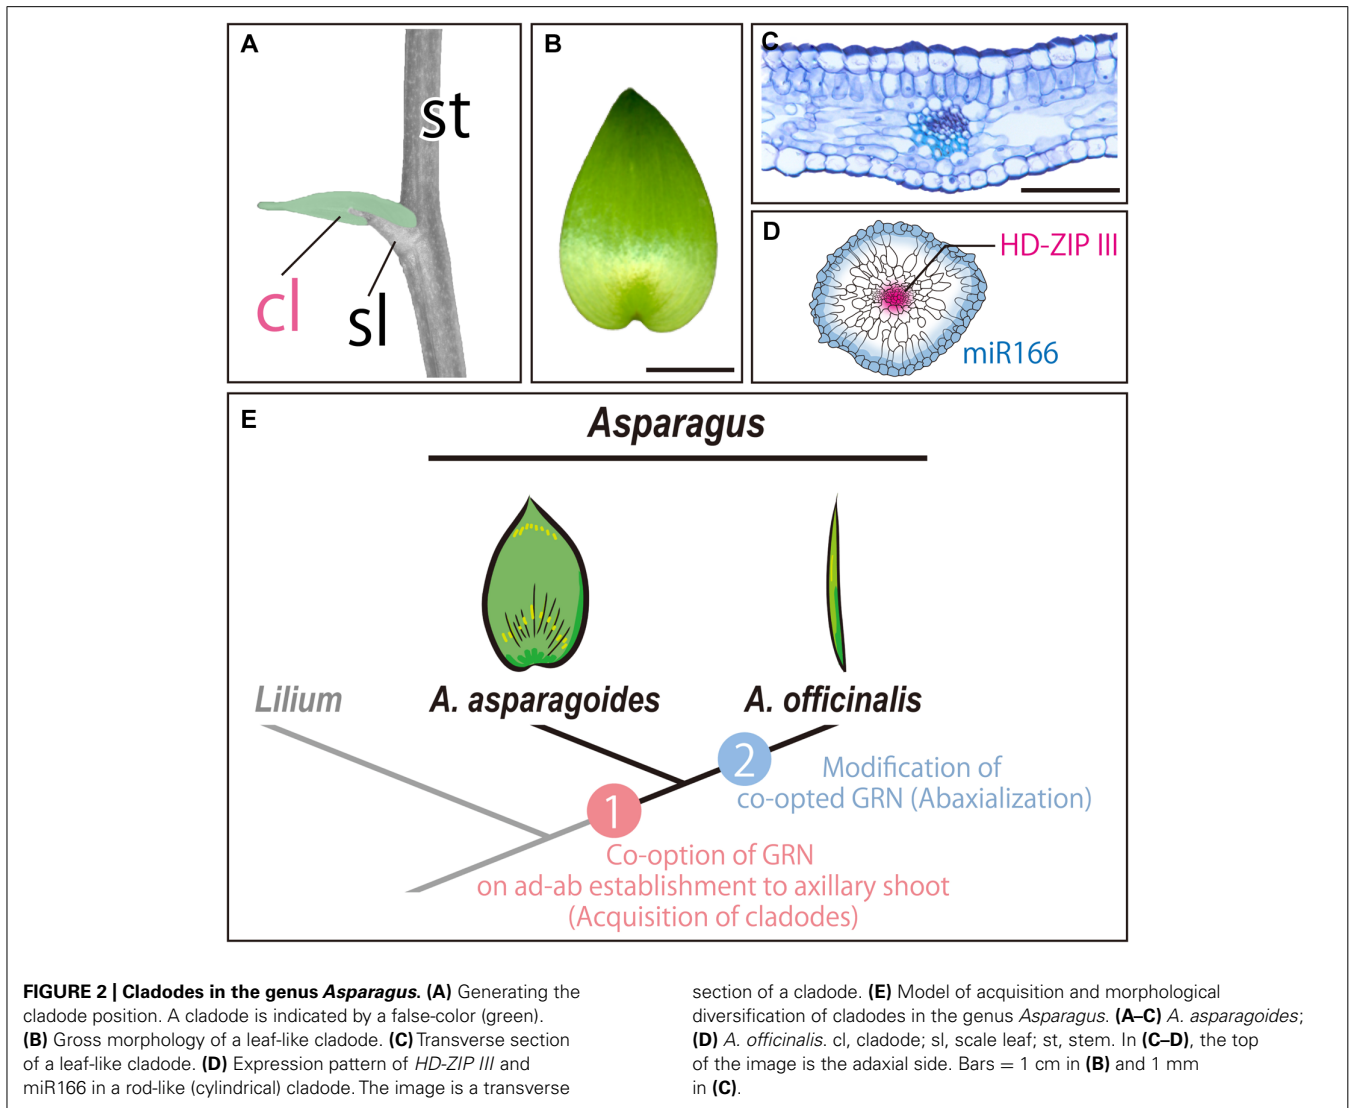 A
st
cl
sl
B
C
D
HD-ZIP III
miR166
E
Asparagus
Lilium
A. asparagoides
A. officinalis
2
Modification of
co-opted GRN (Abaxialization)
1
Co-option of GRN
on ad-ab establishment to axillary shoot
(Acquisition of cladodes)
FIGURE 2 | Cladodes in the genus Asparagus. (A) Generating the
cladode position. A cladode is indicated by a false-color (green).
(B) Gross morphology of a leaf-like cladode. (C) Transverse section
of a leaf-like cladode. (D) Expression pattern of HD-ZIP III and
miR166 in a rod-like (cylindrical) cladode. The image is a transverse
section of a cladode. (E) Model of acquisition and morphological
diversification of cladodes in the genus Asparagus. (A–C) A. asparagoides;
(D) A. officinalis. cl, cladode; sl, scale leaf; st, stem. In (C–D), the top
of the image is the adaxial side. Bars = 1 cm in (B) and 1 mm
in (C).